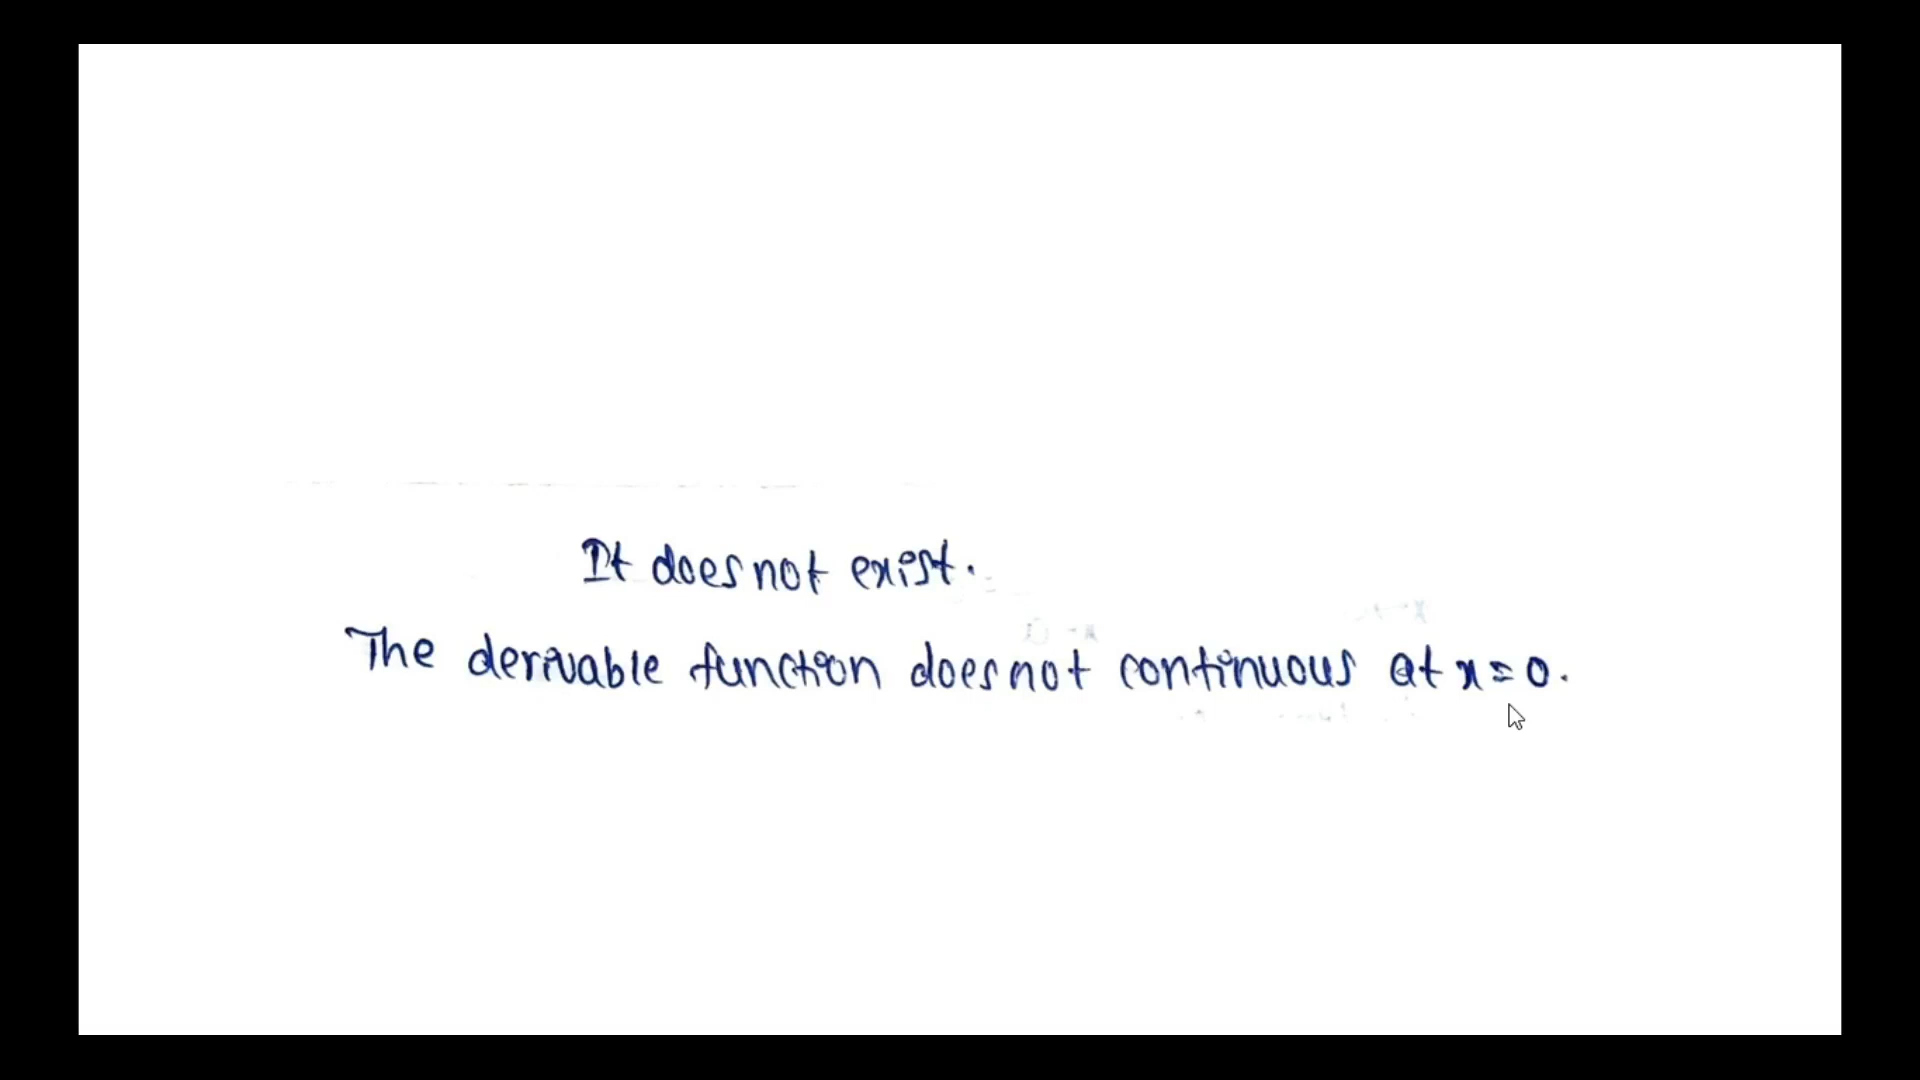 It does not exist.
The derivable function does not continuous at x = 0.